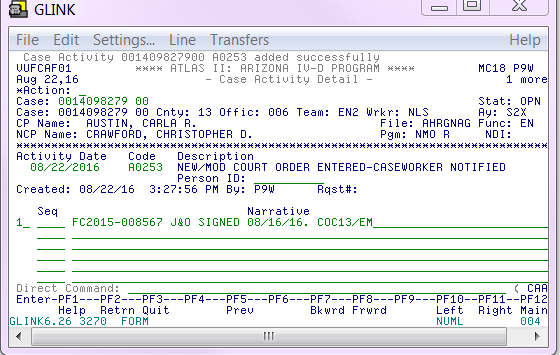 GLINK
File Edit Settings... Line Transfers Help
Case Activity 001409827900 A0253 added successfully
VUFCAF01 **** ATLAS II: ARIZONA IV-D PROGRAM **** MC18 P9W
Aug 22,16 - Case Activity Detail - 1 more
*Action: _
Case: 0014098279 00 Stat: OPN
Case: 0014098279 00 Cnty: 13 Offic: 006 Team: EN2 Wrkr: NLS Ay: S2X
CP Name: AUSTIN, CARLA R. File: AHRGNAG Func: EN
NCP Name: CRAWFORD, CHRISTOPHER D. Pgm: NMO R NDI:
*******************************************************************************
Activity Date Code Description
08/22/2016 A0253 NEW/MOD COURT ORDER ENTERED-CASEWORKER NOTIFIED
Person ID: ___________
Created: 08/22/16 3:27:56 PM By: P9W Rqst#:
Seq Narrative
1_ ____ FC2015-008567 J&O SIGNED 08/16/16. COC13/EM
Direct Command: ( CAA
Enter-PF1---PF2---PF3---PF4---PF5---PF6---PF7---PF8---PF9---PF10--PF11--PF12
Help Retrn Quit Prev Bkwrd Frwrd Left Right Main
GLINK6.26 3270 FORM NUML 004